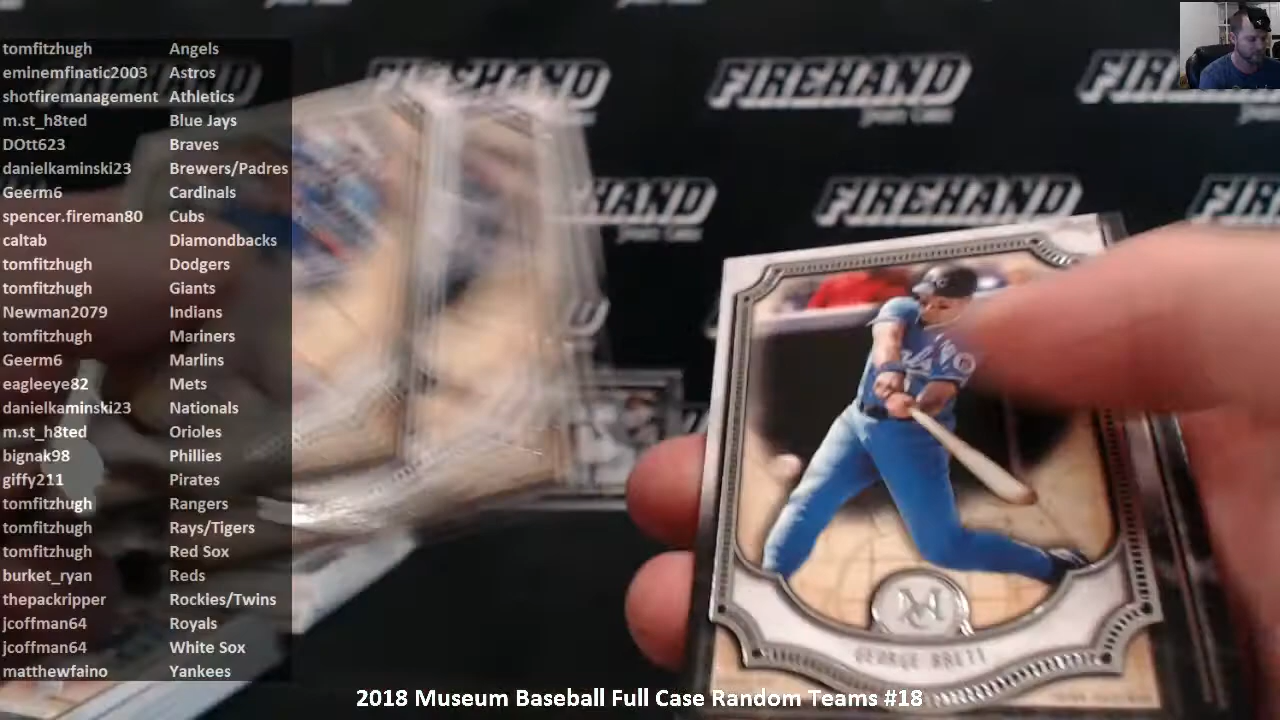 tomfitzhugh Angels
eminemfinatic2003 Astros
shotfiremanagement Athletics
m.st_h8ted Blue Jays
DOtt623 Braves
danielkaminski23 Brewers/Padres
Geerm6 Cardinals
spencer.fireman80 Cubs
caltab Diamondbacks
tomfitzhugh Dodgers
tomfitzhugh Giants
Newman2079 Indians
tomfitzhugh Mariners
Geerm6 Marlins
eagleeye82 Mets
danielkaminski23 Nationals
m.st_h8ted Orioles
bignak98 Phillies
giffy211 Pirates
tomfitzhugh Rangers
tomfitzhugh Rays/Tigers
tomfitzhugh Red Sox
burket_ryan Reds
thepackripper Rockies/Twins
jcoffman64 Royals
jcoffman64 White Sox
matthewfaino Yankees
FIREHAND
FIREHAND
FIREHAND
HAND
FIREHAND
FIREHAND
M
GEORGE BRETT
2018 Museum Baseball Full Case Random Teams #18